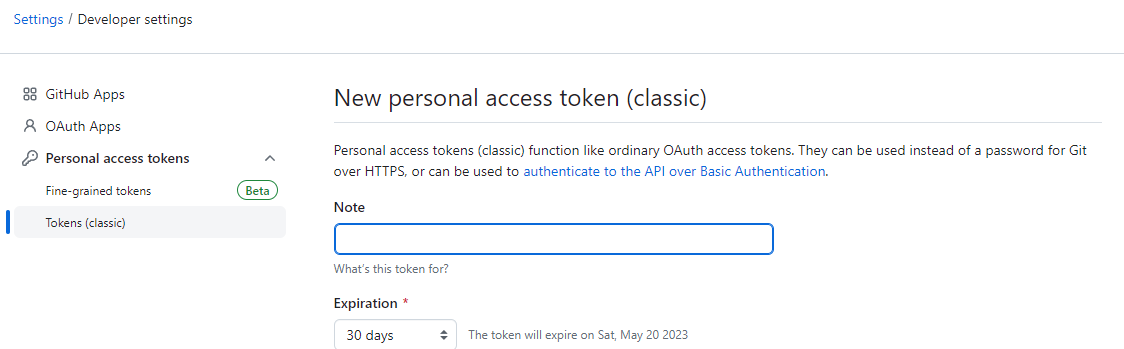 Settings / Developer settings
GitHub Apps
OAuth Apps
Personal access tokens
Fine-grained tokens Beta
Tokens (classic)
New personal access token (classic)
Personal access tokens (classic) function like ordinary OAuth access tokens. They can be used instead of a password for Git
over HTTPS, or can be used to authenticate to the API over Basic Authentication.
Note
What's this token for?
Expiration *
30 days The token will expire on Sat, May 20 2023